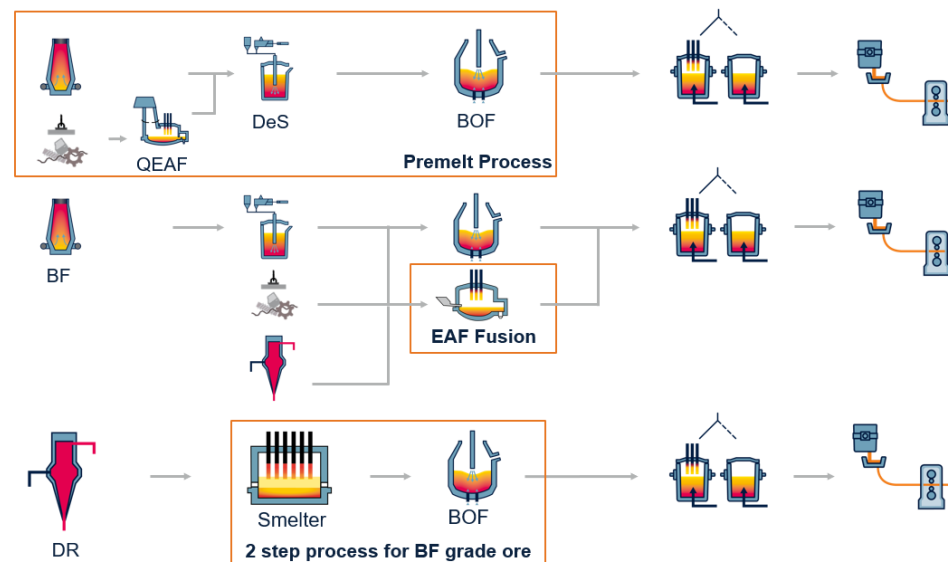 DeS
BOF
QEAF
Premelt Process
BF
EAF Fusion
Smelter
BOF
DR
2 step process for BF grade ore